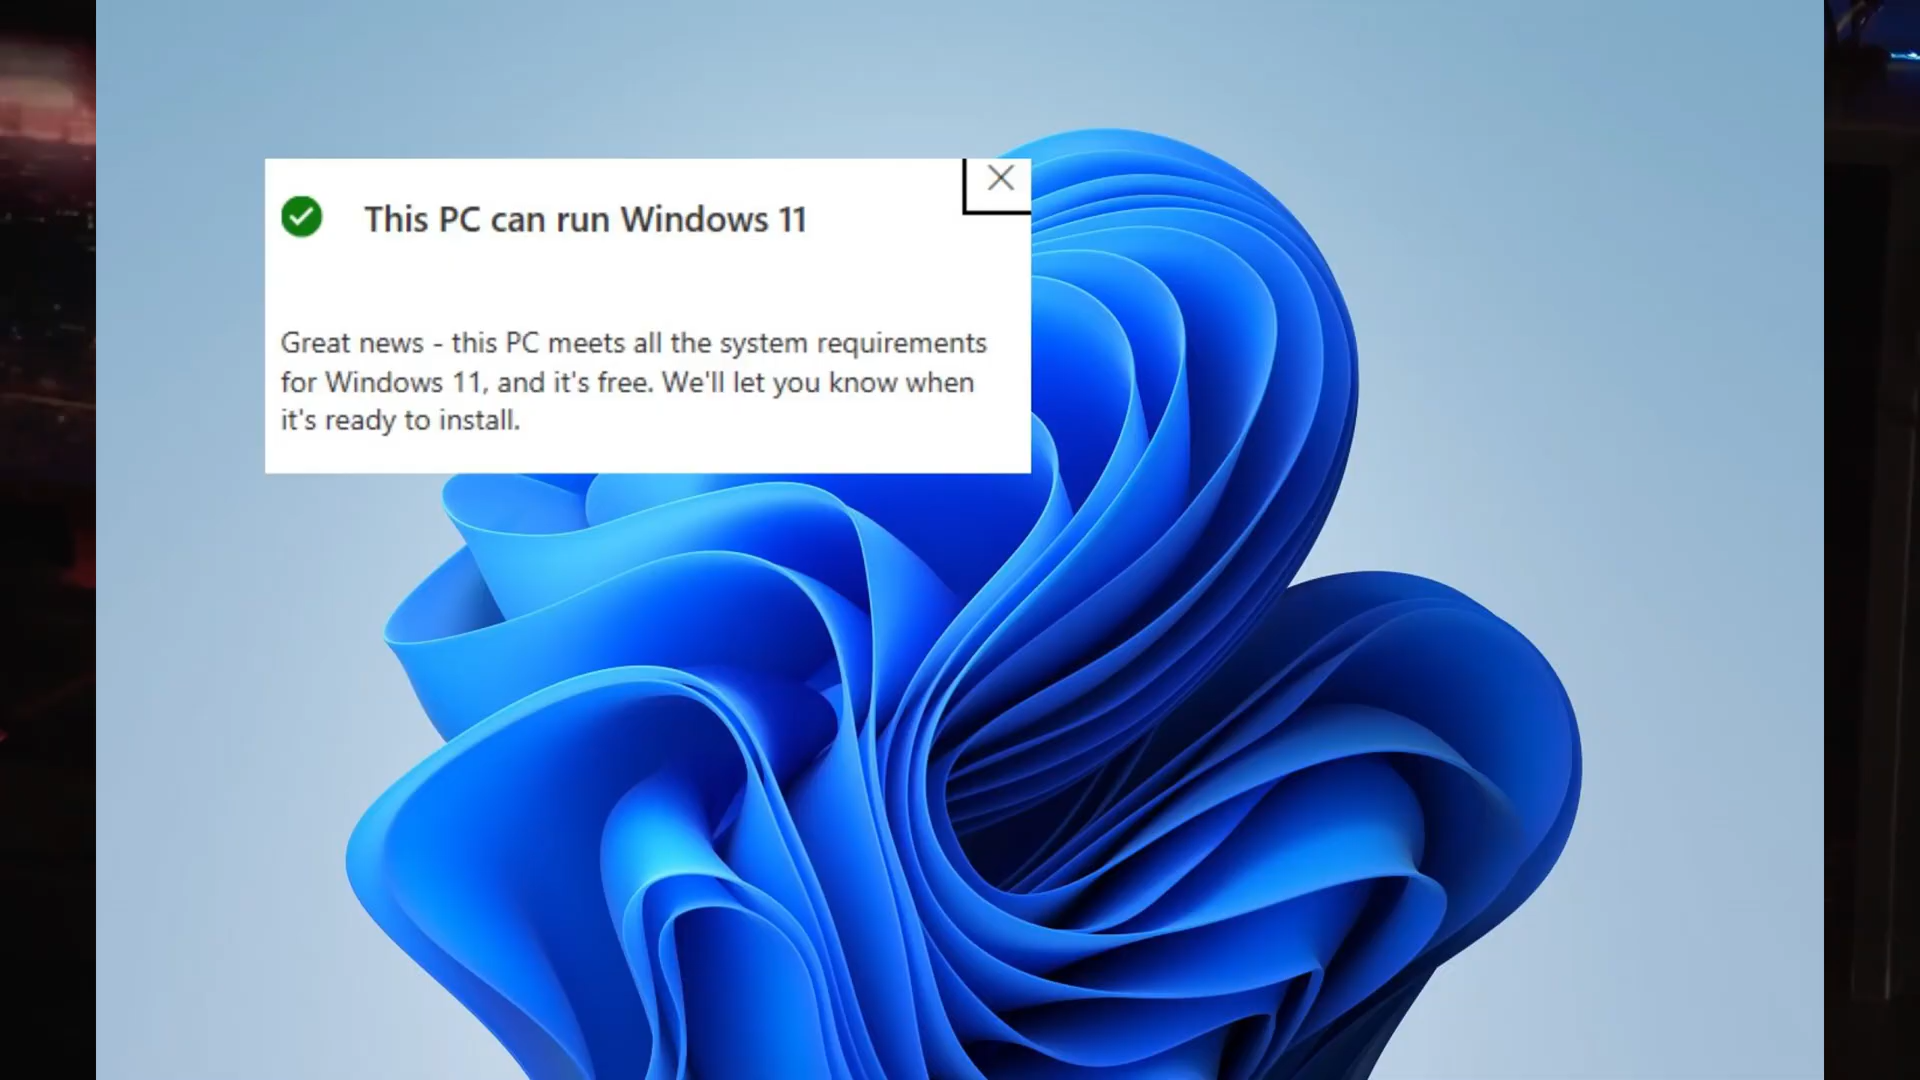 This PC can run Windows 11
Great news - this PC meets all the system requirements
for Windows 11, and it's free. We'll let you know when
it's ready to install.